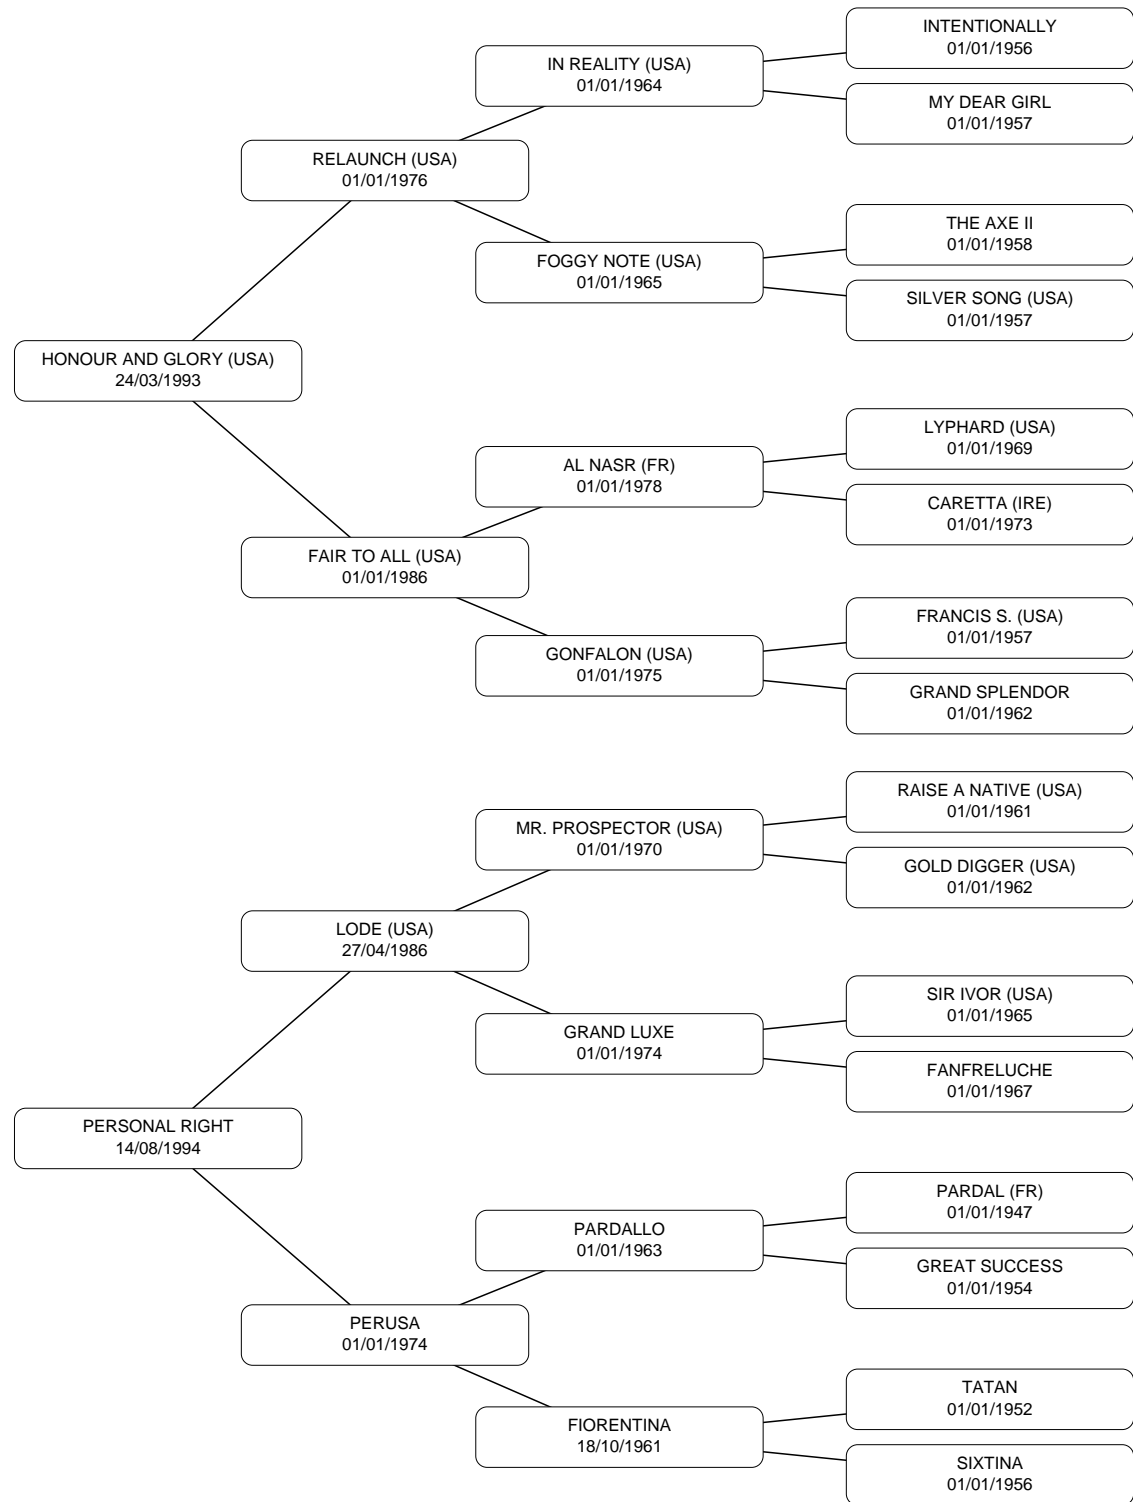 INTENTIONALLY
01/01/1956
IN REALITY (USA)
01/01/1964
MY DEAR GIRL
01/01/1957
RELAUNCH (USA)
01/01/1976
THE AXE II
01/01/1958
FOGGY NOTE (USA)
01/01/1965
SILVER SONG (USA)
01/01/1957
HONOUR AND GLORY (USA)
24/03/1993
LYPHARD (USA)
01/01/1969
AL NASR (FR)
01/01/1978
CARETTA (IRE)
01/01/1973
FAIR TO ALL (USA)
01/01/1986
FRANCIS S. (USA)
01/01/1957
GONFALON (USA)
01/01/1975
GRAND SPLENDOR
01/01/1962
RAISE A NATIVE (USA)
01/01/1961
MR. PROSPECTOR (USA)
01/01/1970
GOLD DIGGER (USA)
01/01/1962
LODE (USA)
27/04/1986
SIR IVOR (USA)
01/01/1965
GRAND LUXE
01/01/1974
FANFRELUCHE
01/01/1967
PERSONAL RIGHT
14/08/1994
PARDAL (FR)
01/01/1947
PARDALLO
01/01/1963
GREAT SUCCESS
01/01/1954
PERUSA
01/01/1974
TATAN
01/01/1952
FIORENTINA
18/10/1961
SIXTINA
01/01/1956